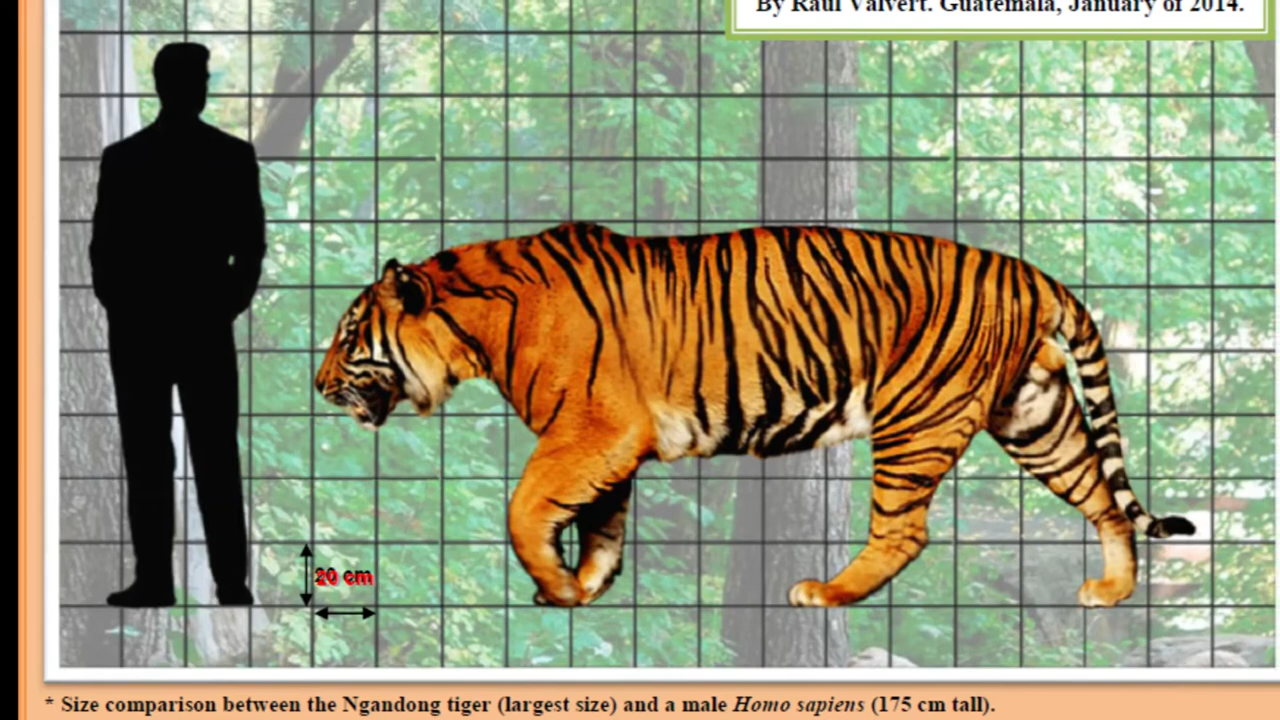 By Raúl Valvert. Guatemala, January of 2014.
20 cm
* Size comparison between the Ngandong tiger (largest size) and a male Homo sapiens (175 cm tall).